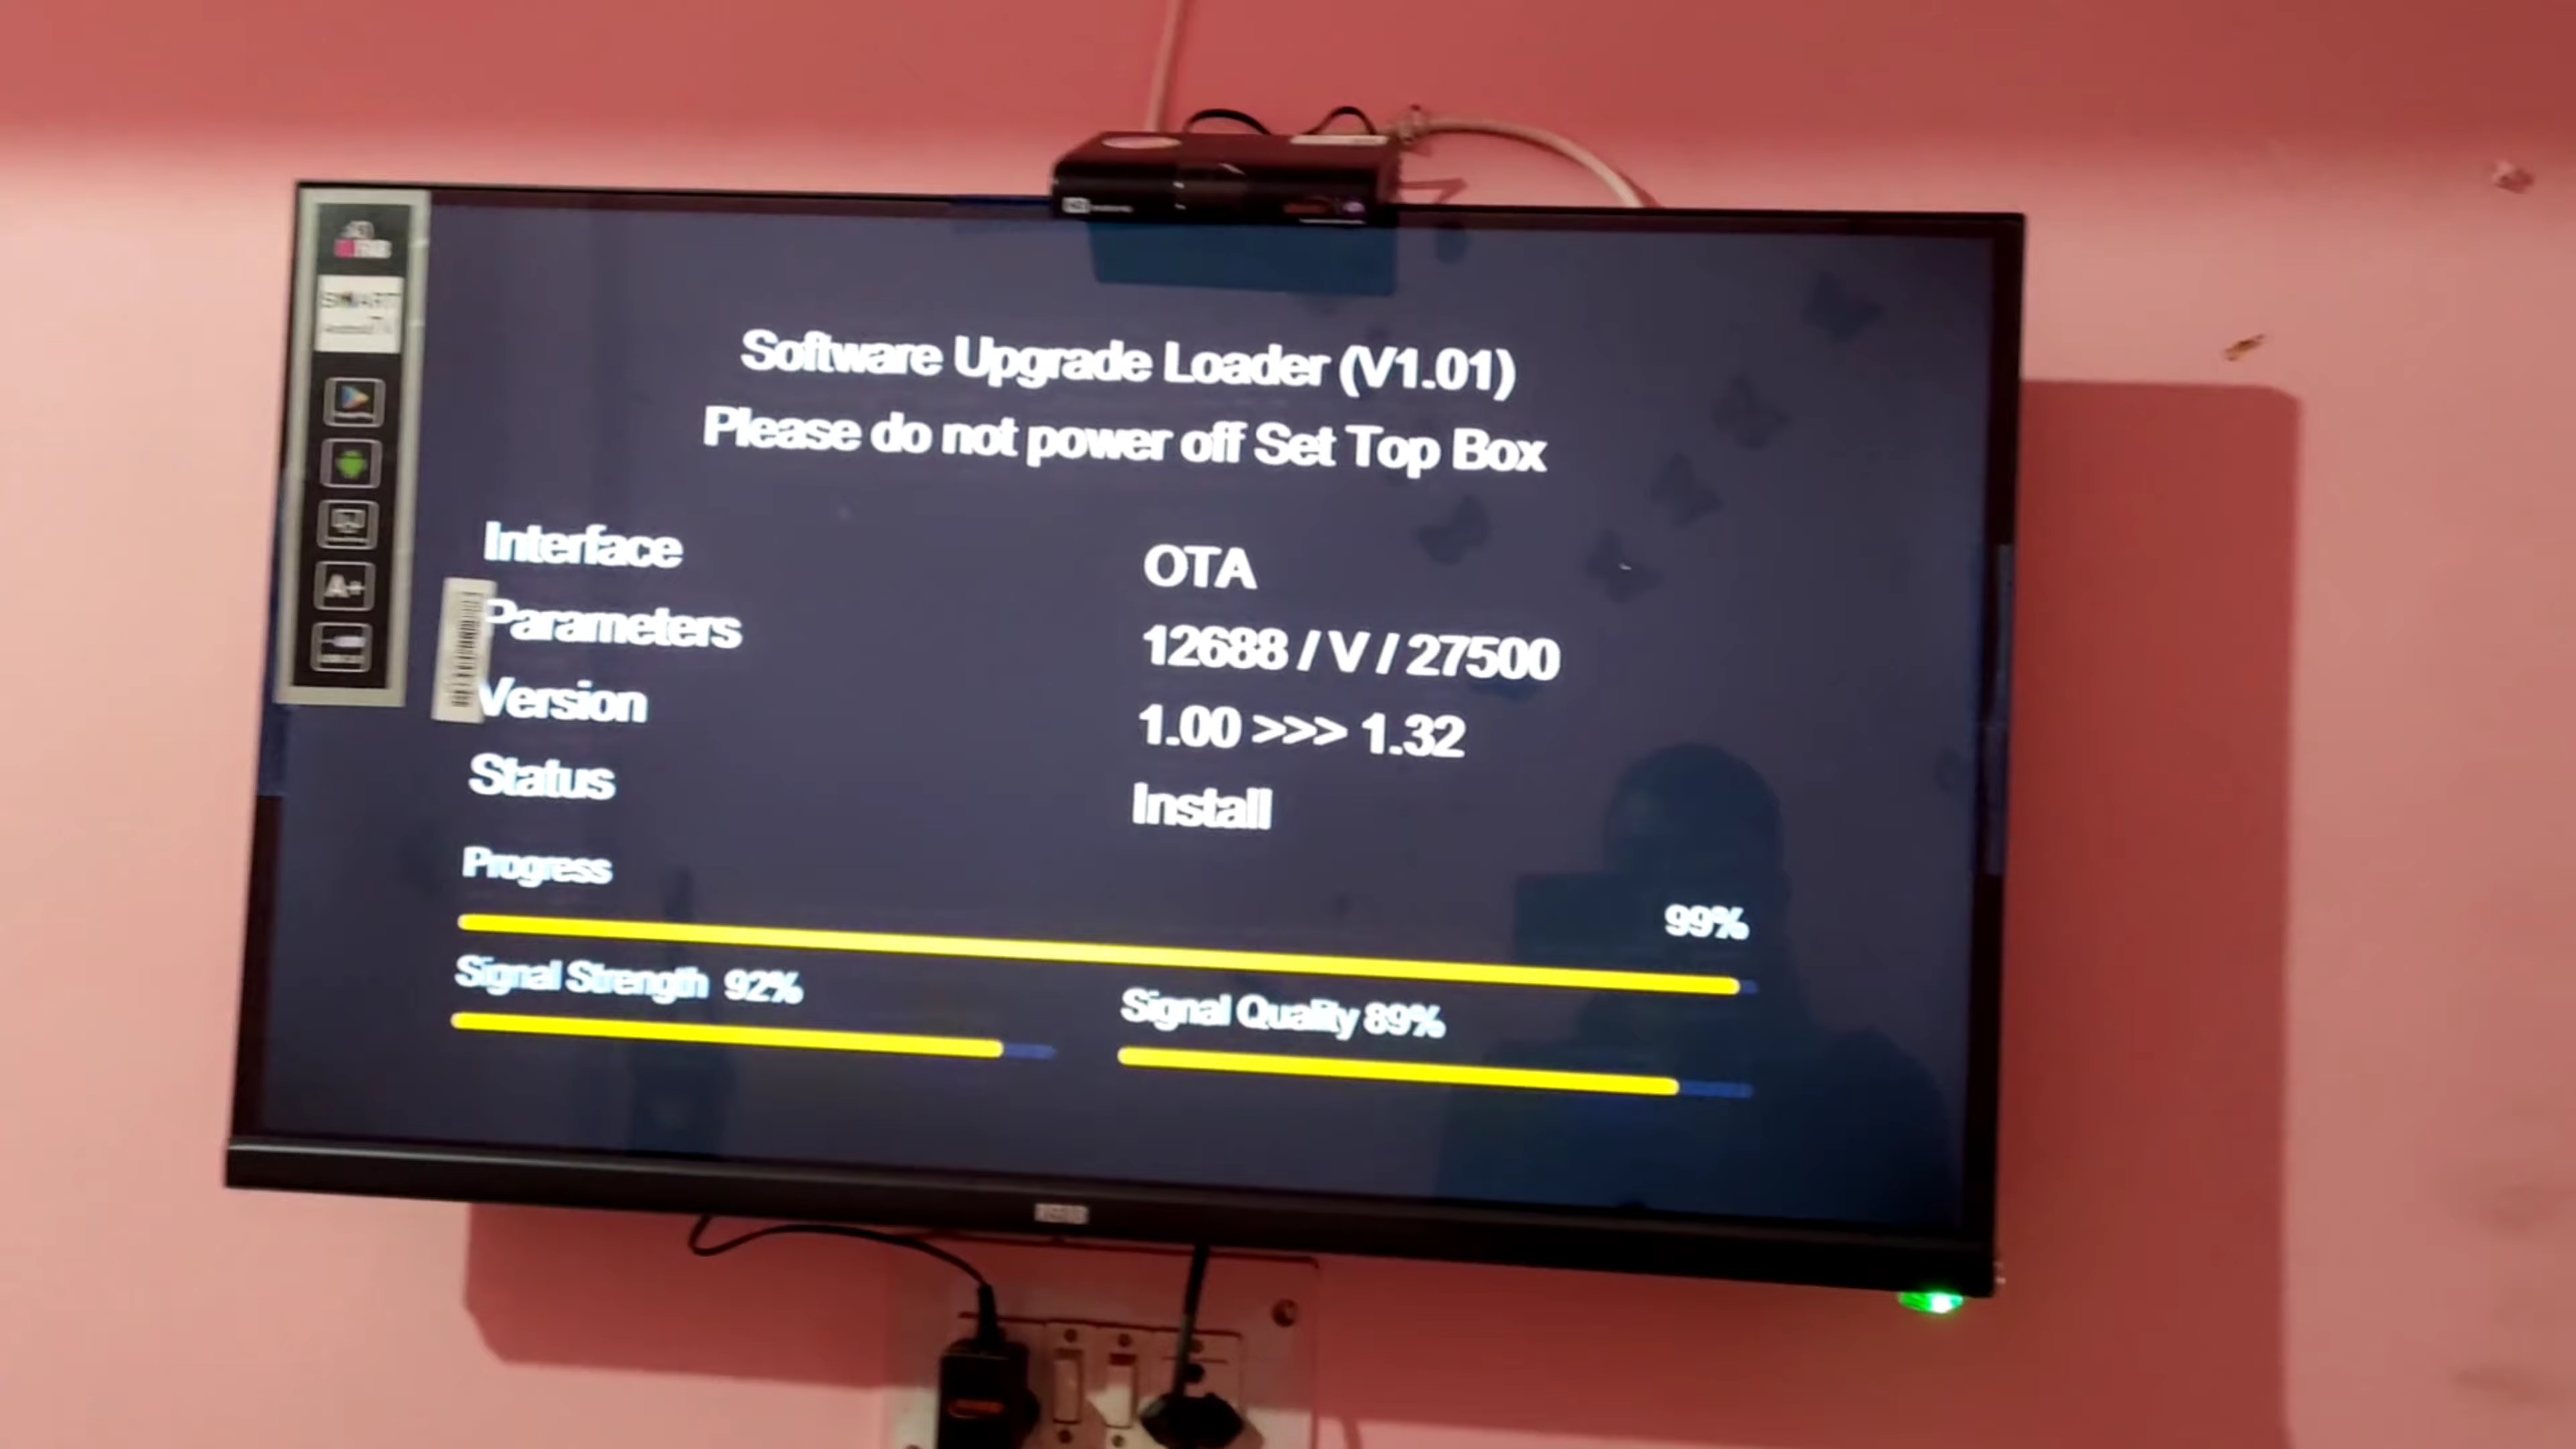 Software Upgrade Loader (V1.01)
Please do not power off Set Top Box
Interface OTA
Parameters 12688 / V / 27500
Version 1.00 >>> 1.32
Status Install
Progress
99%
Signal Strength 92% Signal Quality 89%
SMART
A+